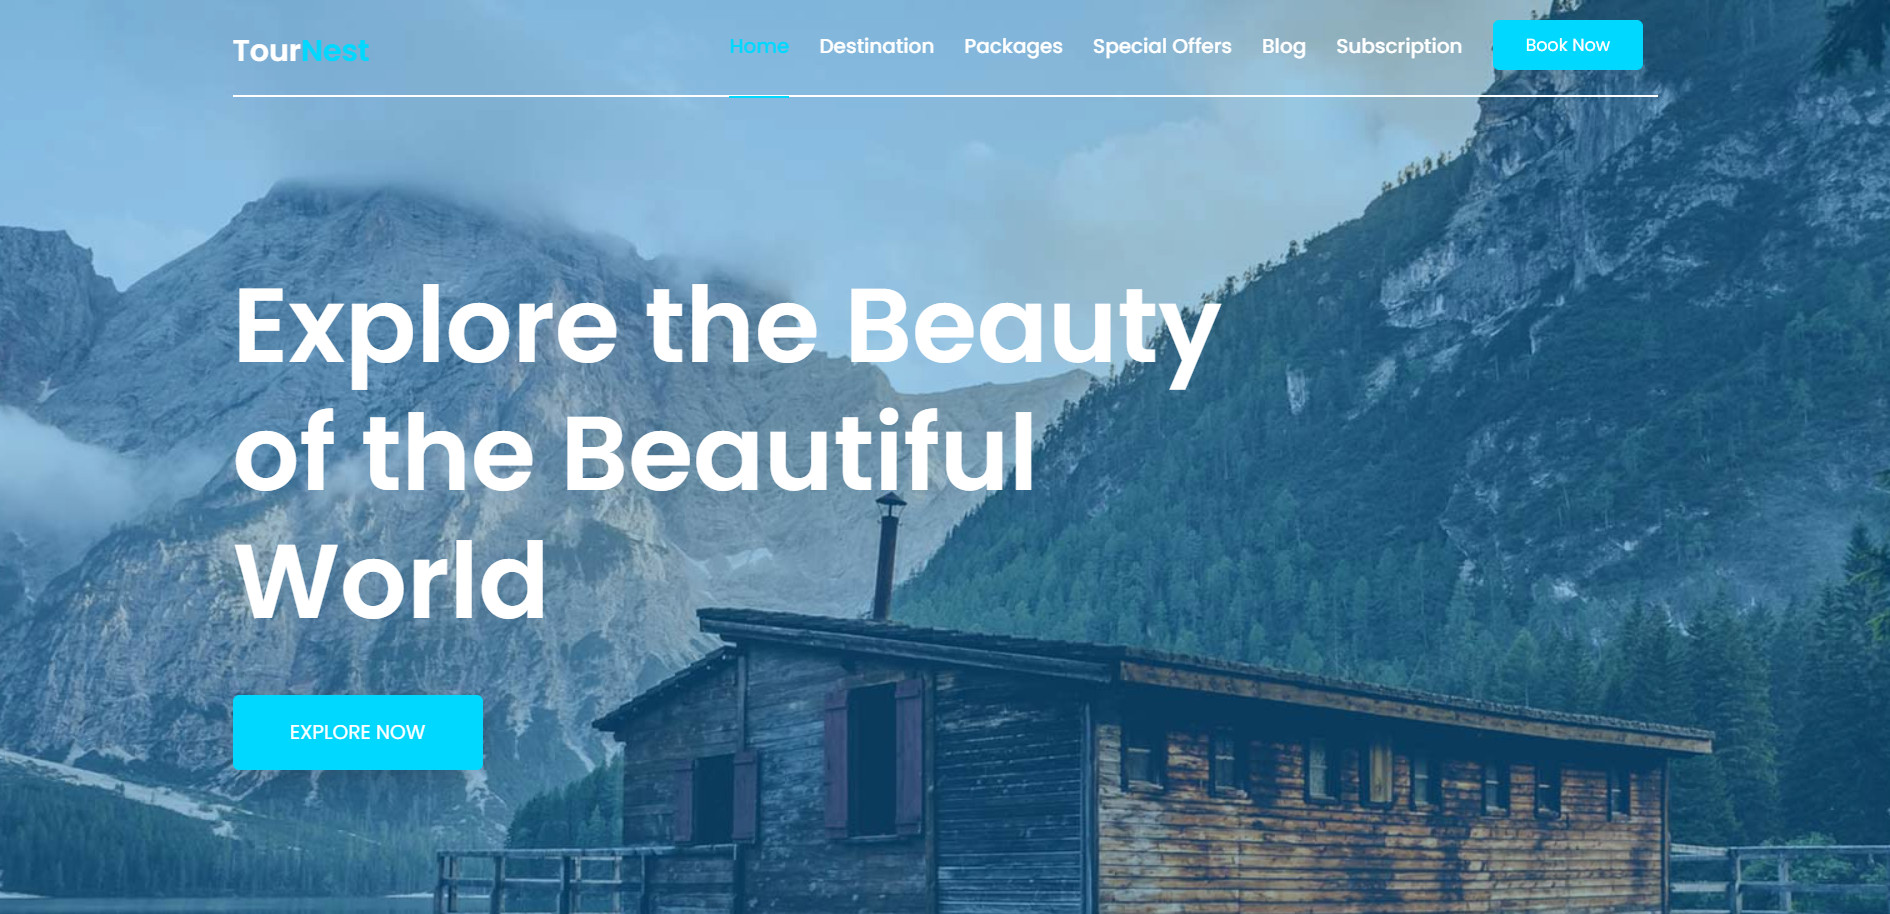 TourNest
Home Destination Packages Special Offers Blog Subscription Book Now
Explore the Beauty
of the Beautiful
World
EXPLORE NOW